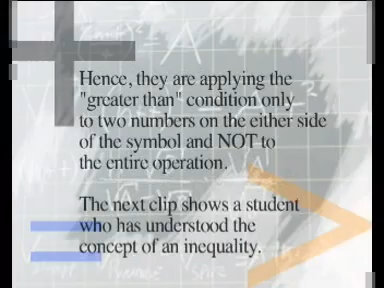 Hence, they are applying the
"greater than" condition only
to two numbers on the either side
of the symbol and NOT to
the entire operation.
The next clip shows a student
who has understood the
concept of an inequality.